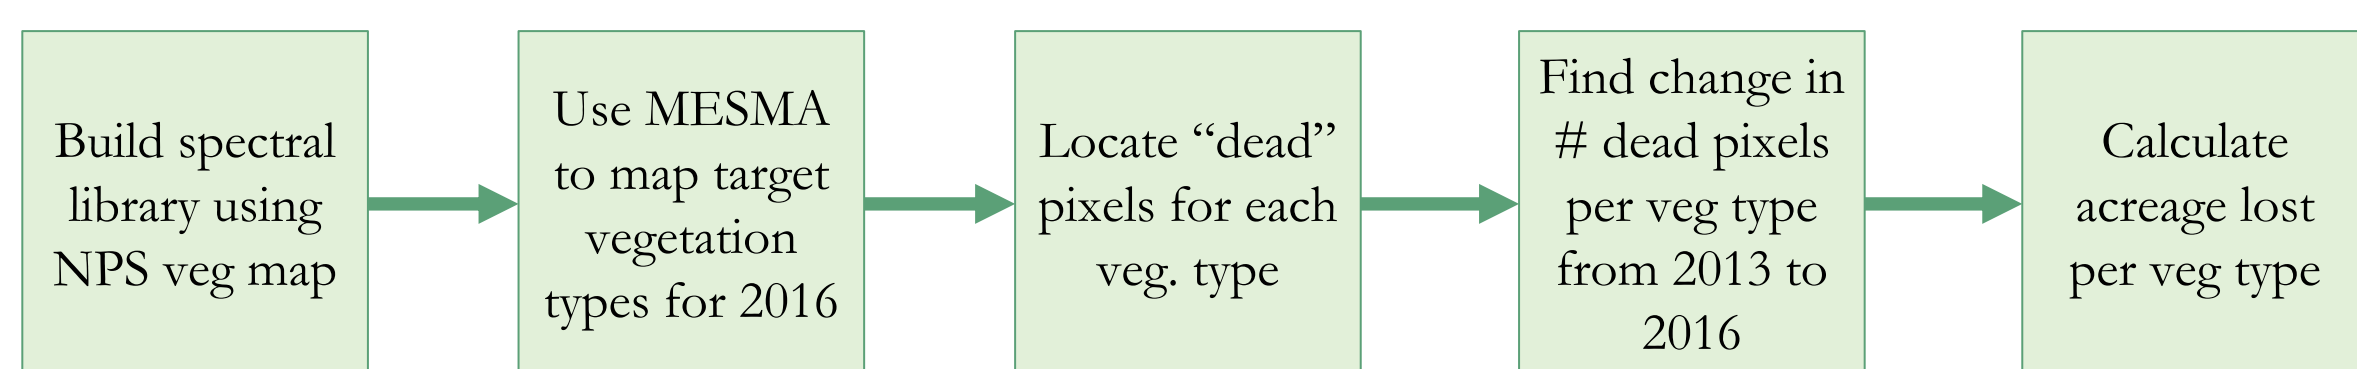 Build spectral
library using
NPS veg map
Use MESMA
to map target
vegetation
types for 2016
Locate “dead”
pixels for each
veg. type
Find change in
# dead pixels
per veg type
from 2013 to
2016
Calculate
acreage lost
per veg type